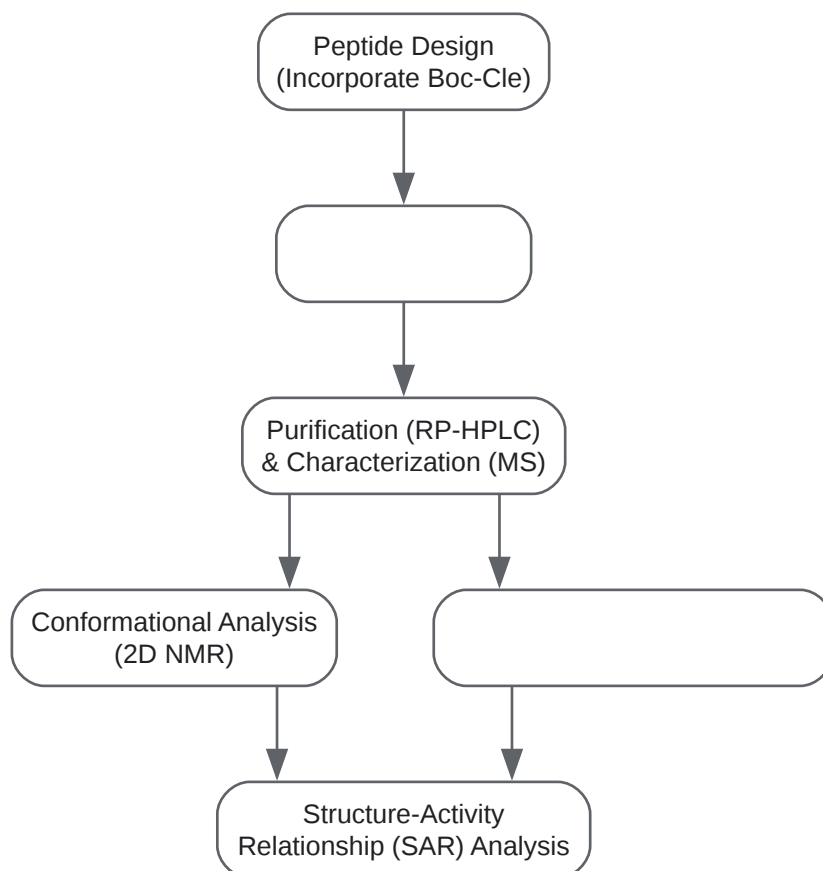 Peptide Design
(Incorporate Boc-Cle)
Purification (RP-HPLC)
& Characterization (MS)
Conformational Analysis
(2D NMR)
Structure-Activity
Relationship (SAR) Analysis